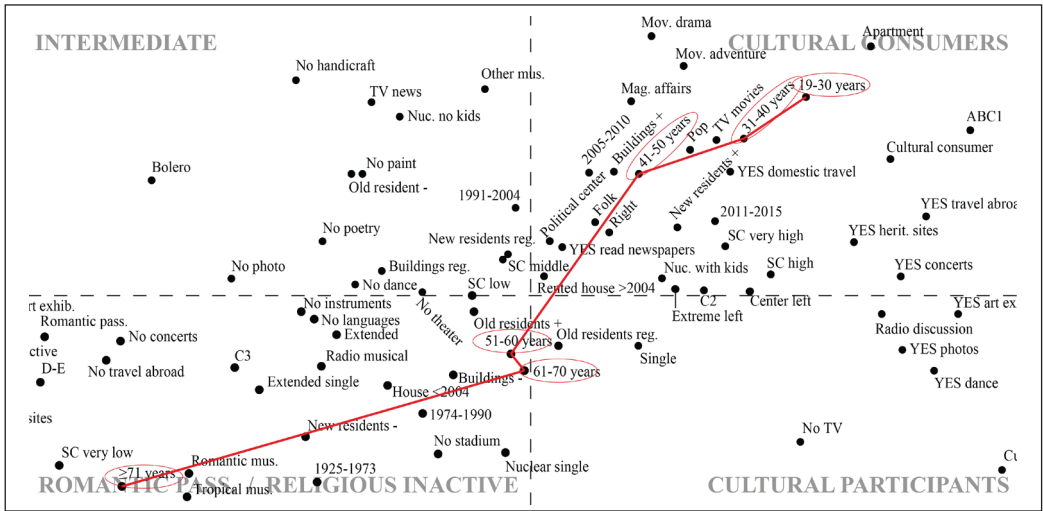 Mov. drama
Apartment
INTERMEDIATE
CULTURAL CONSUMERS
Mov. adventure
No handicraft
Other mus.
TV news
Mag. affairs
TV movies
31-40 years
19-30 years
Nuc. no kids
2005-2010
Buildings +
41-50 years
Pop
ABC1
Cultural consumer
Bolero
No paint
Old resident -
YES domestic travel
1991-2004
Political center
Folk
Right
New residents +
2011-2015
YES travel abroa
No poetry
New residents reg.
YES read newspapers
SC very high
YES herit. sites
No photo
Buildings reg.
SC middle
Nuc. with kids
SC high
YES concerts
No dance
No theater
SC low
Rented house >2004
C2
Center left
Extreme left
rt exhib.
No instruments
YES art ex
Romantic pass.
No languages
Old residents +
Radio discussion
No concerts
Extended
51-60 years
Old residents reg.
ctive
Single
YES photos
D-E
No travel abroad
C3
Radio musical
Extended single
House <2004
Buildings -
61-70 years
YES dance
sites
1974-1990
New residents -
No TV
No stadium
SC very low
Romantic mus.
≥71 years
1925-1973
Nuclear single
ROMANTIC PASS. / RELIGIOUS INACTIVE
CULTURAL PARTICIPANTS
Tropical mus.